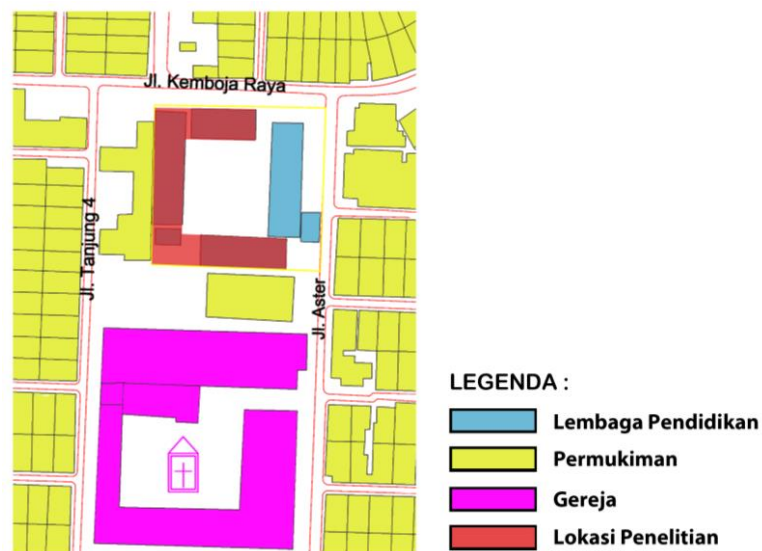 Jl. Kemboja Raya
Jl. Tanjung 4
Jl. Aster
LEGENDA :
Lembaga Pendidikan
Permukiman
Gereja
Lokasi Penelitian